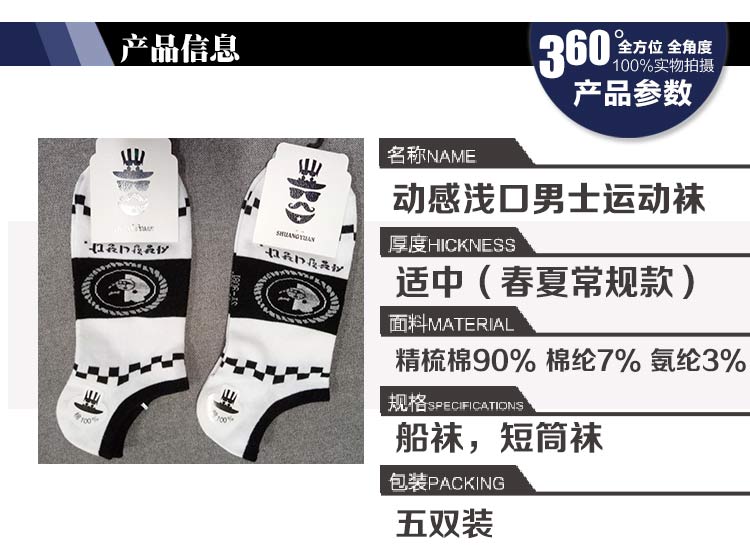 产品信息
360°
全方位 全角度
100%实物拍摄
产品参数
名称NAME
动感浅口男士运动袜
厚度HICKNESS
适中（春夏常规款）
面料MATERIAL
精梳棉90% 棉纶7% 氨纶3%
规格SPECIFICATIONS
船袜，短筒袜
包装PACKING
五双装
SHUANGYUAN
棉100%